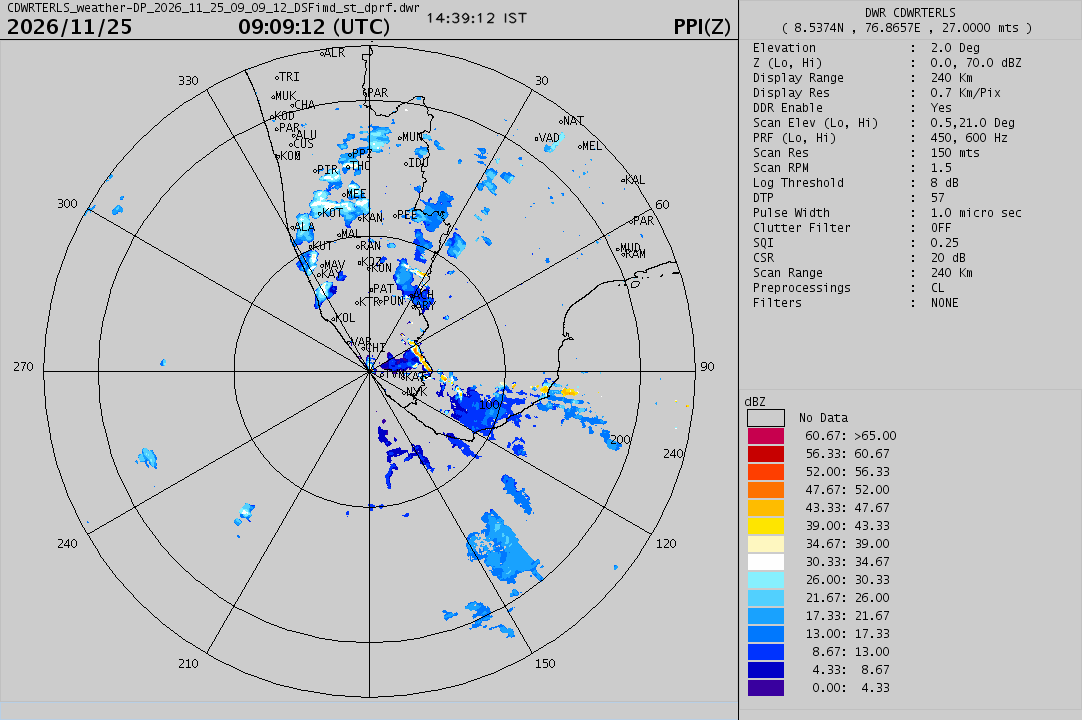 CDWRTERLS_weather-DP_2026_11_25_09_09_12_DSFimd_st_dprf.dwr
2026/11/25
09:09:12 (UTC)
14:39:12 IST
PPI(Z)
DWR CDWRTERLS
( 8.5374N , 76.8657E , 27.0000 mts )
Elevation : 2.0 Deg
Z (Lo, Hi) : 0.0, 70.0 dBZ
Display Range : 240 Km
Display Res : 0.7 Km/Pix
DDR Enable : Yes
Scan Elev (Lo, Hi) : 0.5,21.0 Deg
PRF (Lo, Hi) : 450, 600 Hz
Scan Res : 150 mts
Scan RPM : 1.5
Log Threshold : 8 dB
DTP : 57
Pulse Width : 1.0 micro sec
Clutter Filter : OFF
SQI : 0.25
CSR : 20 dB
Scan Range : 240 Km
Preprocessings : CL
Filters : NONE
dBZ
No Data
60.67: >65.00
56.33: 60.67
52.00: 56.33
47.67: 52.00
43.33: 47.67
39.00: 43.33
34.67: 39.00
30.33: 34.67
26.00: 30.33
21.67: 26.00
17.33: 21.67
13.00: 17.33
8.67: 13.00
4.33: 8.67
0.00: 4.33
ALR
TRI
330
30
MUK
PAR
CHA
KOD
NAT
PAR
ALU
MUN
VAD
CUS
MEL
KOM
PPZ
THO
IDU
PIR
KAL
MEE
300
60
KOT
KAN
PEE
PAR
ALA
MAL
KUT
RAN
MUD
RAM
MAV
KOZ
KON
KAY
PAT
ACH
KTR
PUN
ARY
KOL
VAR
CHI
270
90
TVM
KAT
NYK
100
200
240
240
120
210
150